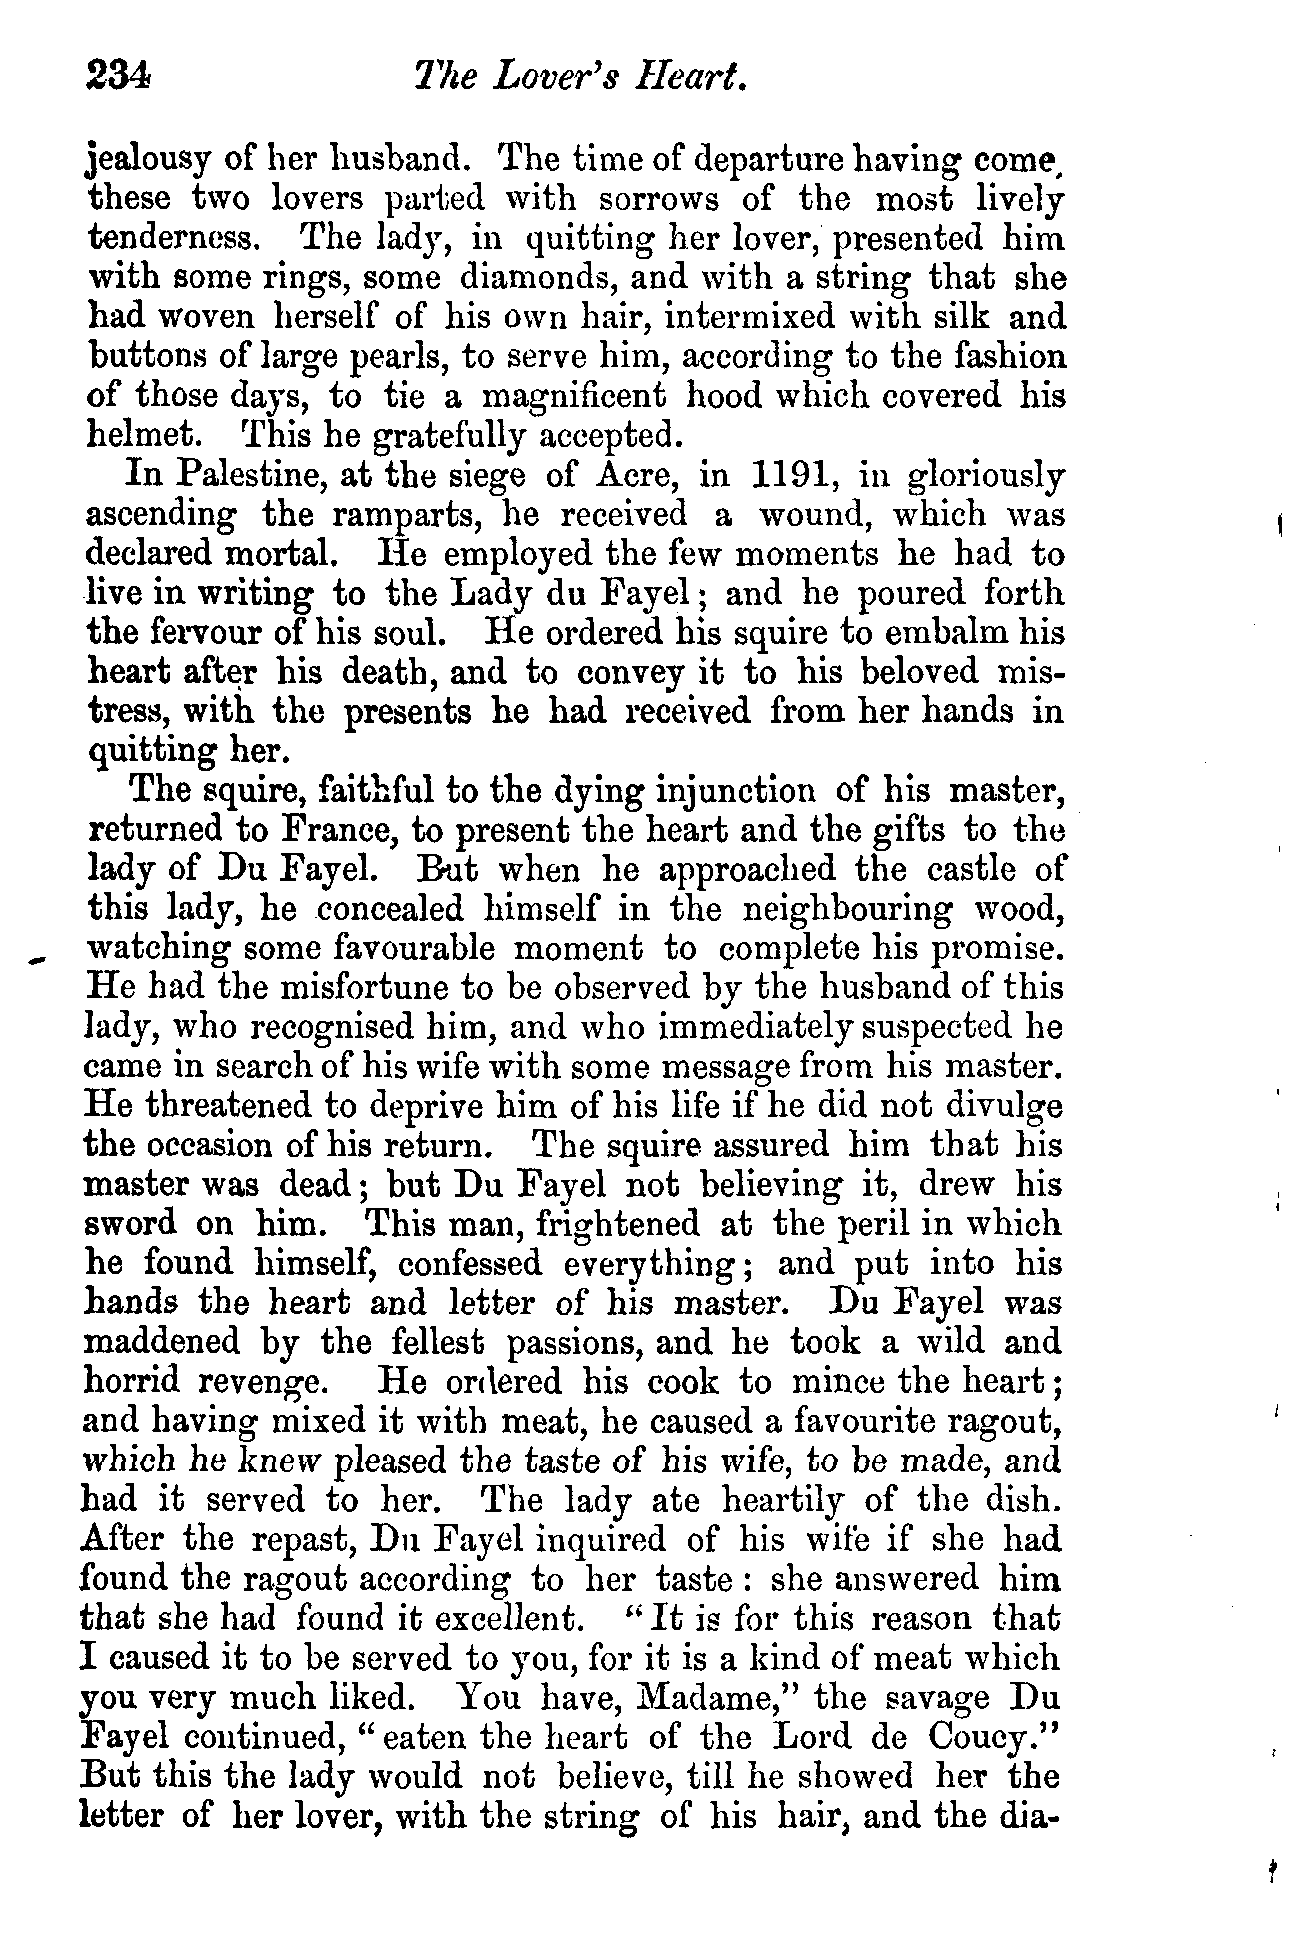 234 The Lover's Heart.
jealousy of her husband. The time of departure having come,
these two lovers parted with sorrows of the most lively
tenderness. The lady, in quitting her lover, presented him
with some rings, some diamonds, and with a string that she
had woven herself of his own hair, intermixed with silk and
buttons of large pearls, to serve him, according to the fashion
of those days, to tie a magnificent hood which covered his
helmet. This he gratefully accepted.
In Palestine, at the siege of Acre, in 1191, in gloriously
ascending the ramparts, he received a wound, which was
declared mortal. He employed the few moments he had to
live in writing to the Lady du Fayel; and he poured forth
the fervour of his soul. He ordered his squire to embalm his
heart after his death, and to convey it to his beloved mis-
tress, with the presents he had received from her hands in
quitting her.
The squire, faithful to the dying injunction of his master,
returned to France, to present the heart and the gifts to the
lady of Du Fayel. But when he approached the castle of
this lady, he concealed himself in the neighbouring wood,
watching some favourable moment to complete his promise.
He had the misfortune to be observed by the husband of this
lady, who recognised him, and who immediately suspected he
came in search of his wife with some message from his master.
He threatened to deprive him of his life if he did not divulge
the occasion of his return. The squire assured him that his
master was dead; but Du Fayel not believing it, drew his
sword on him. This man, frightened at the peril in which
he found himself, confessed everything; and put into his
hands the heart and letter of his master. Du Fayel was
maddened by the fellest passions, and he took a wild and
horrid revenge. He ordered his cook to mince the heart;
and having mixed it with meat, he caused a favourite ragout,
which he knew pleased the taste of his wife, to be made, and
had it served to her. The lady ate heartily of the dish.
After the repast, Du Fayel inquired of his wife if she had
found the ragout according to her taste: she answered him
that she had found it excellent. "It is for this reason that
I caused it to be served to you, for it is a kind of meat which
you very much liked. You have, Madame," the savage Du
Fayel continued, "eaten the heart of the Lord de Coucy."
But this the lady would not believe, till he showed her the
letter of her lover, with the string of his hair, and the dia-